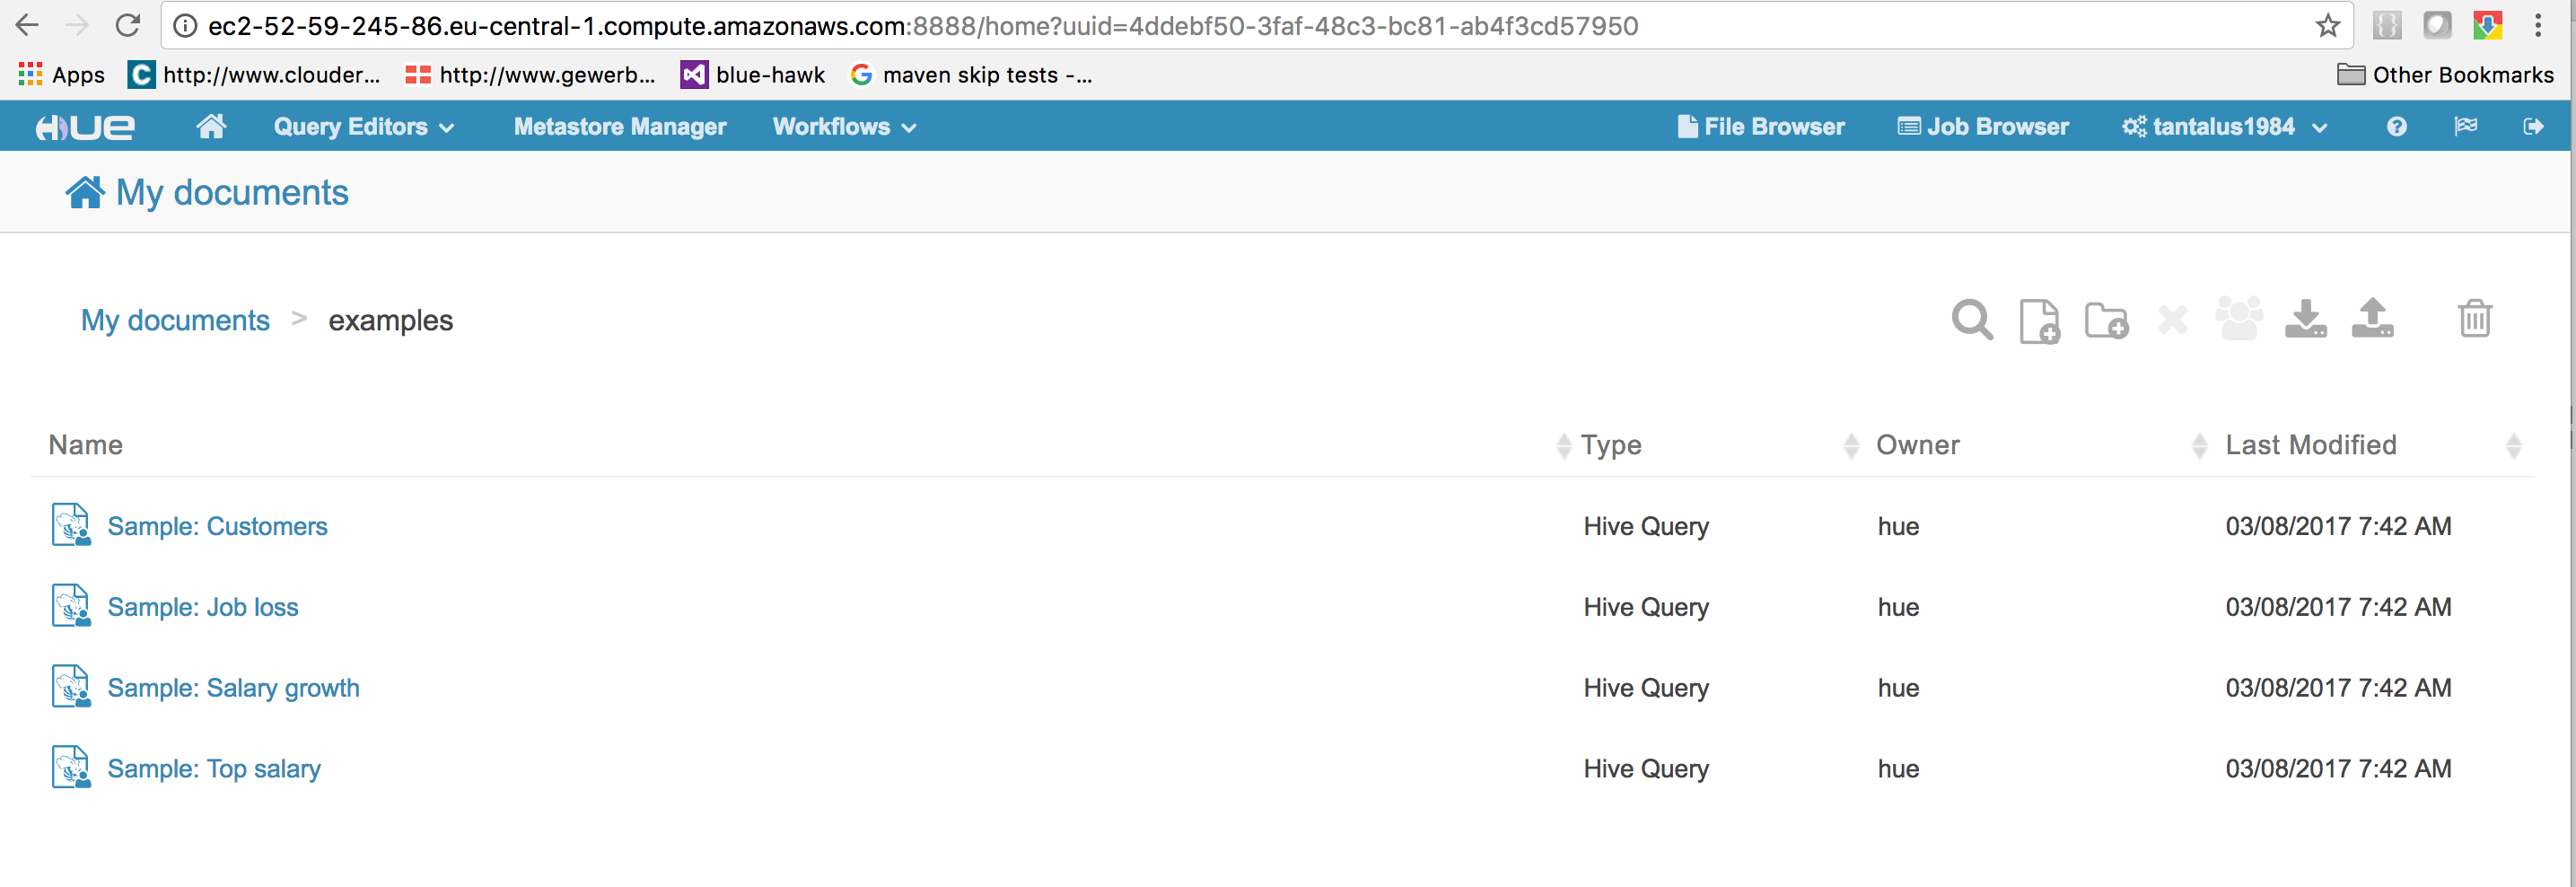 ec2-52-59-245-86.eu-central-1.compute.amazonaws.com:8888/home?uuid=4ddebf50-3faf-48c3-bc81-ab4f3cd57950
Apps C http://www.clouder... http://www.gewerb... blue-hawk G maven skip tests -... Other Bookmarks
HUE Query Editors Metastore Manager Workflows File Browser Job Browser tantalus1984
My documents
My documents > examples
Name Type Owner Last Modified
Sample: Customers Hive Query hue 03/08/2017 7:42 AM
Sample: Job loss Hive Query hue 03/08/2017 7:42 AM
Sample: Salary growth Hive Query hue 03/08/2017 7:42 AM
Sample: Top salary Hive Query hue 03/08/2017 7:42 AM